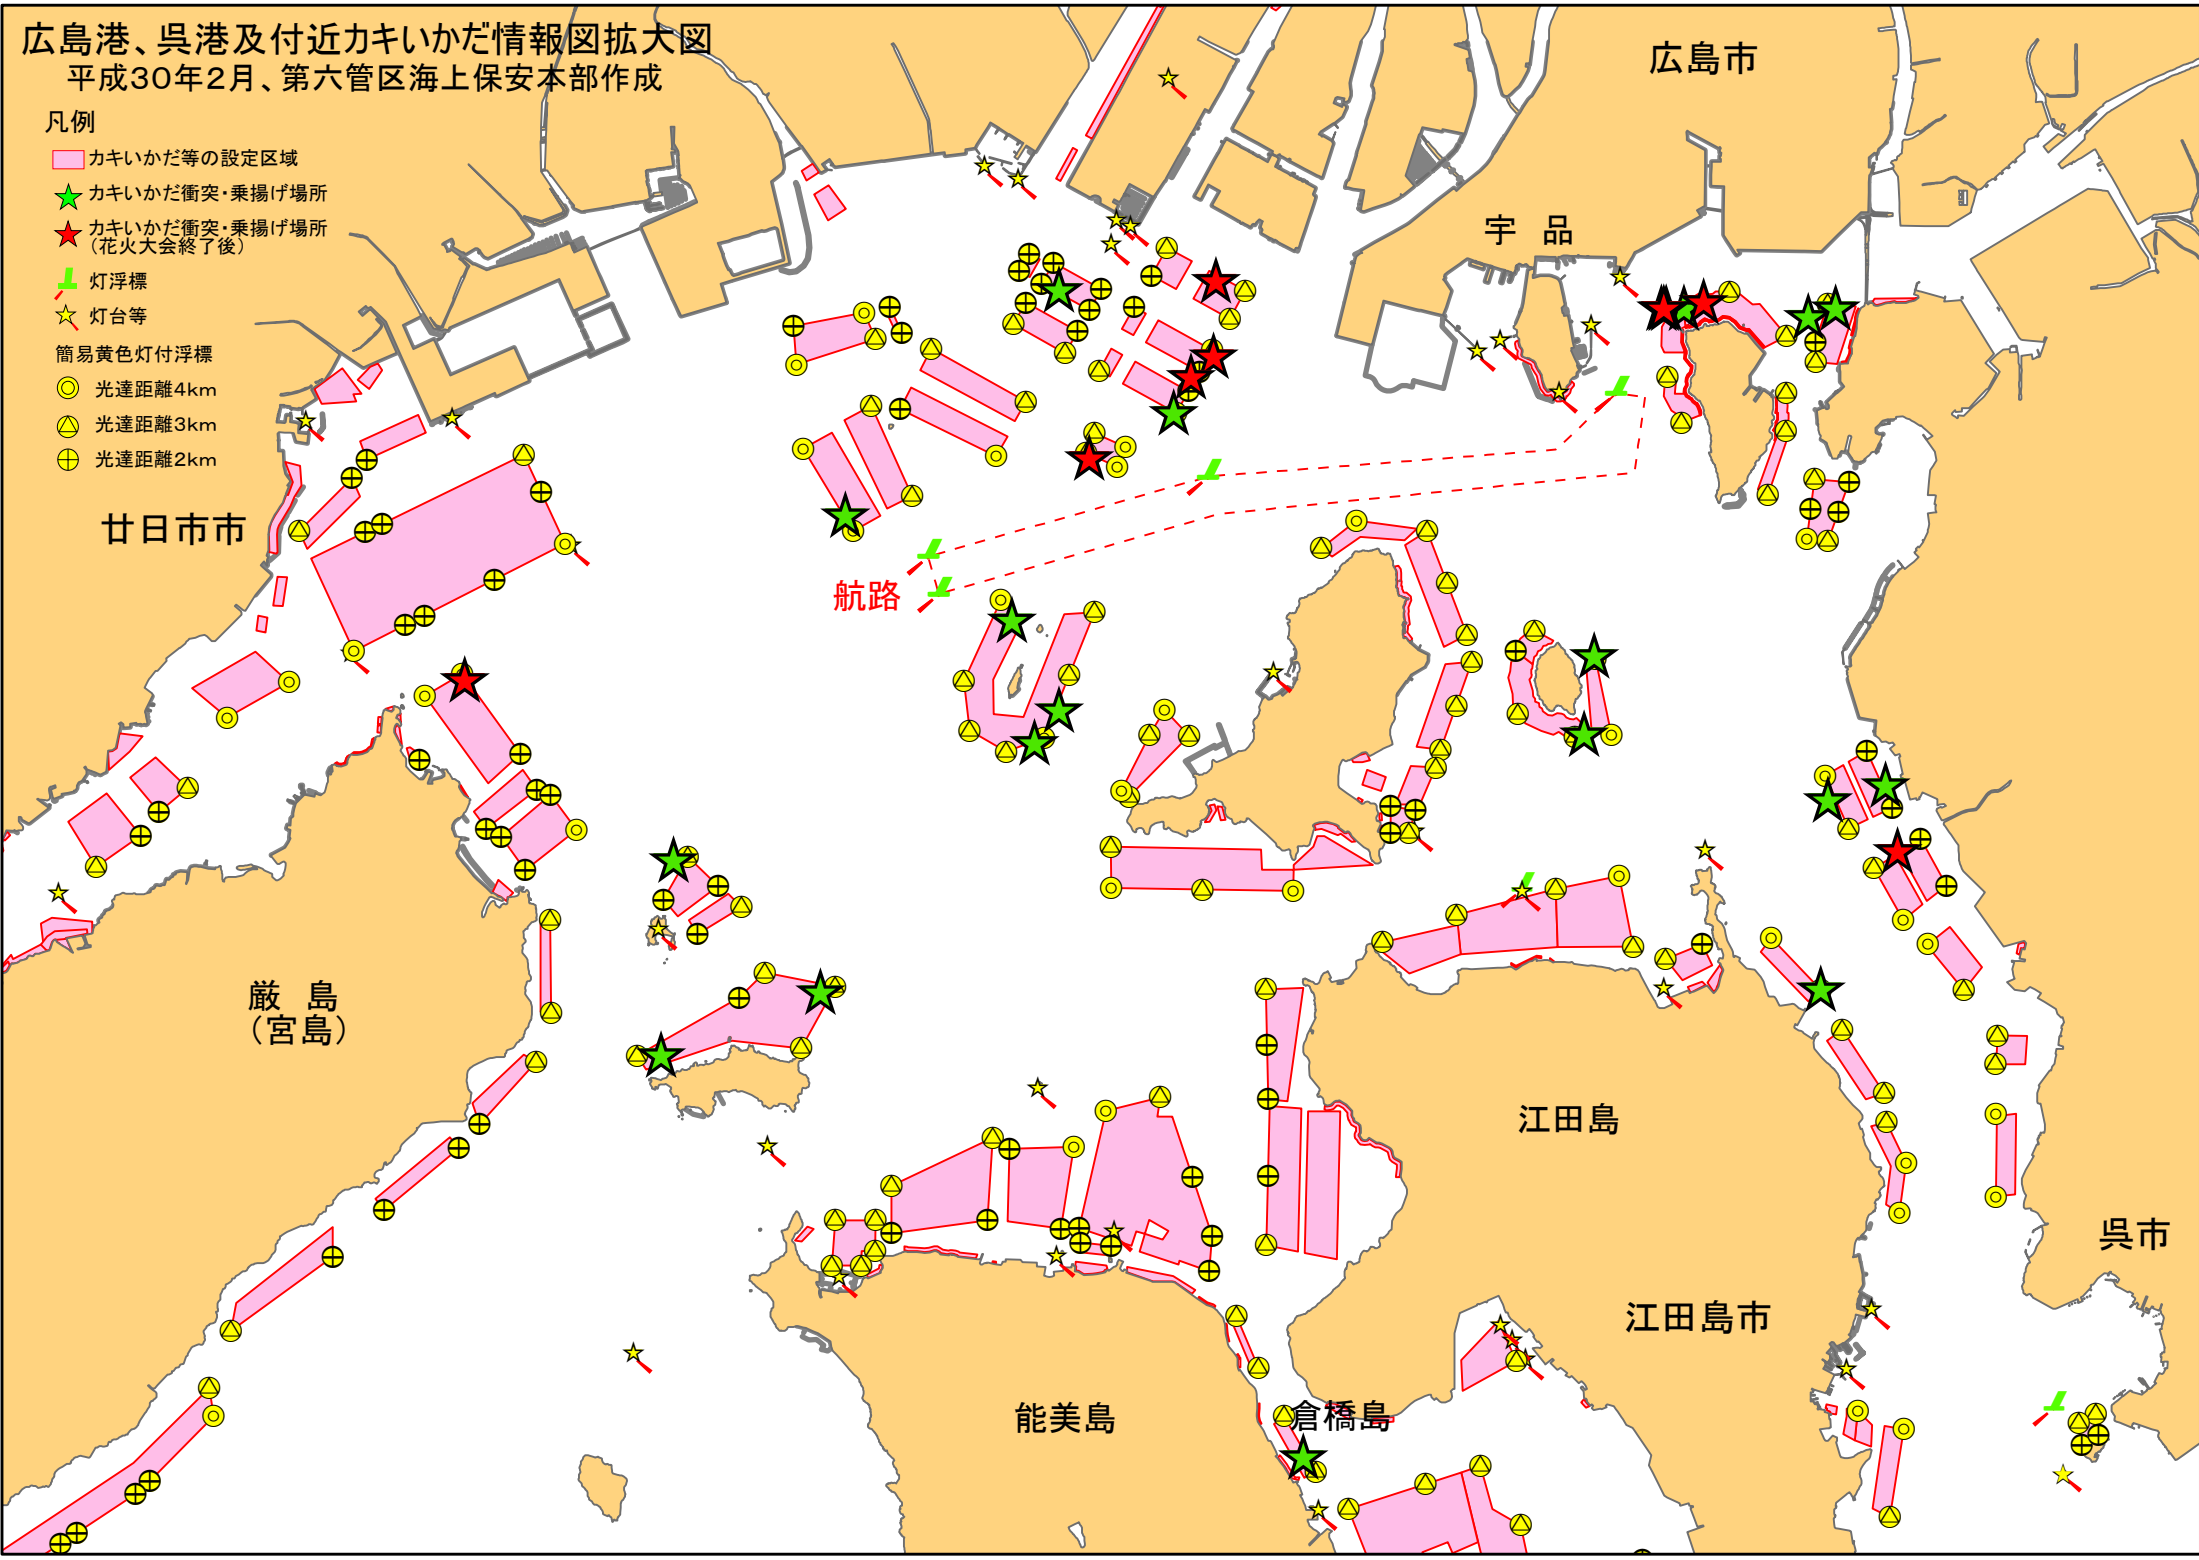 広島港、呉港及付近カキいかだ情報図拡大図
平成30年2月、第六管区海上保安本部作成
凡例
カキいかだ等の設定区域
カキいかだ衝突・乗揚げ場所
カキいかだ衝突・乗揚げ場所
(花火大会終了後)
灯浮標
灯台等
簡易黄色灯付浮標
光達距離4km
光達距離3km
光達距離2km
広島市
宇品
廿日市市
航路
厳島
(宮島)
江田島
呉市
江田島市
能美島
倉橋島